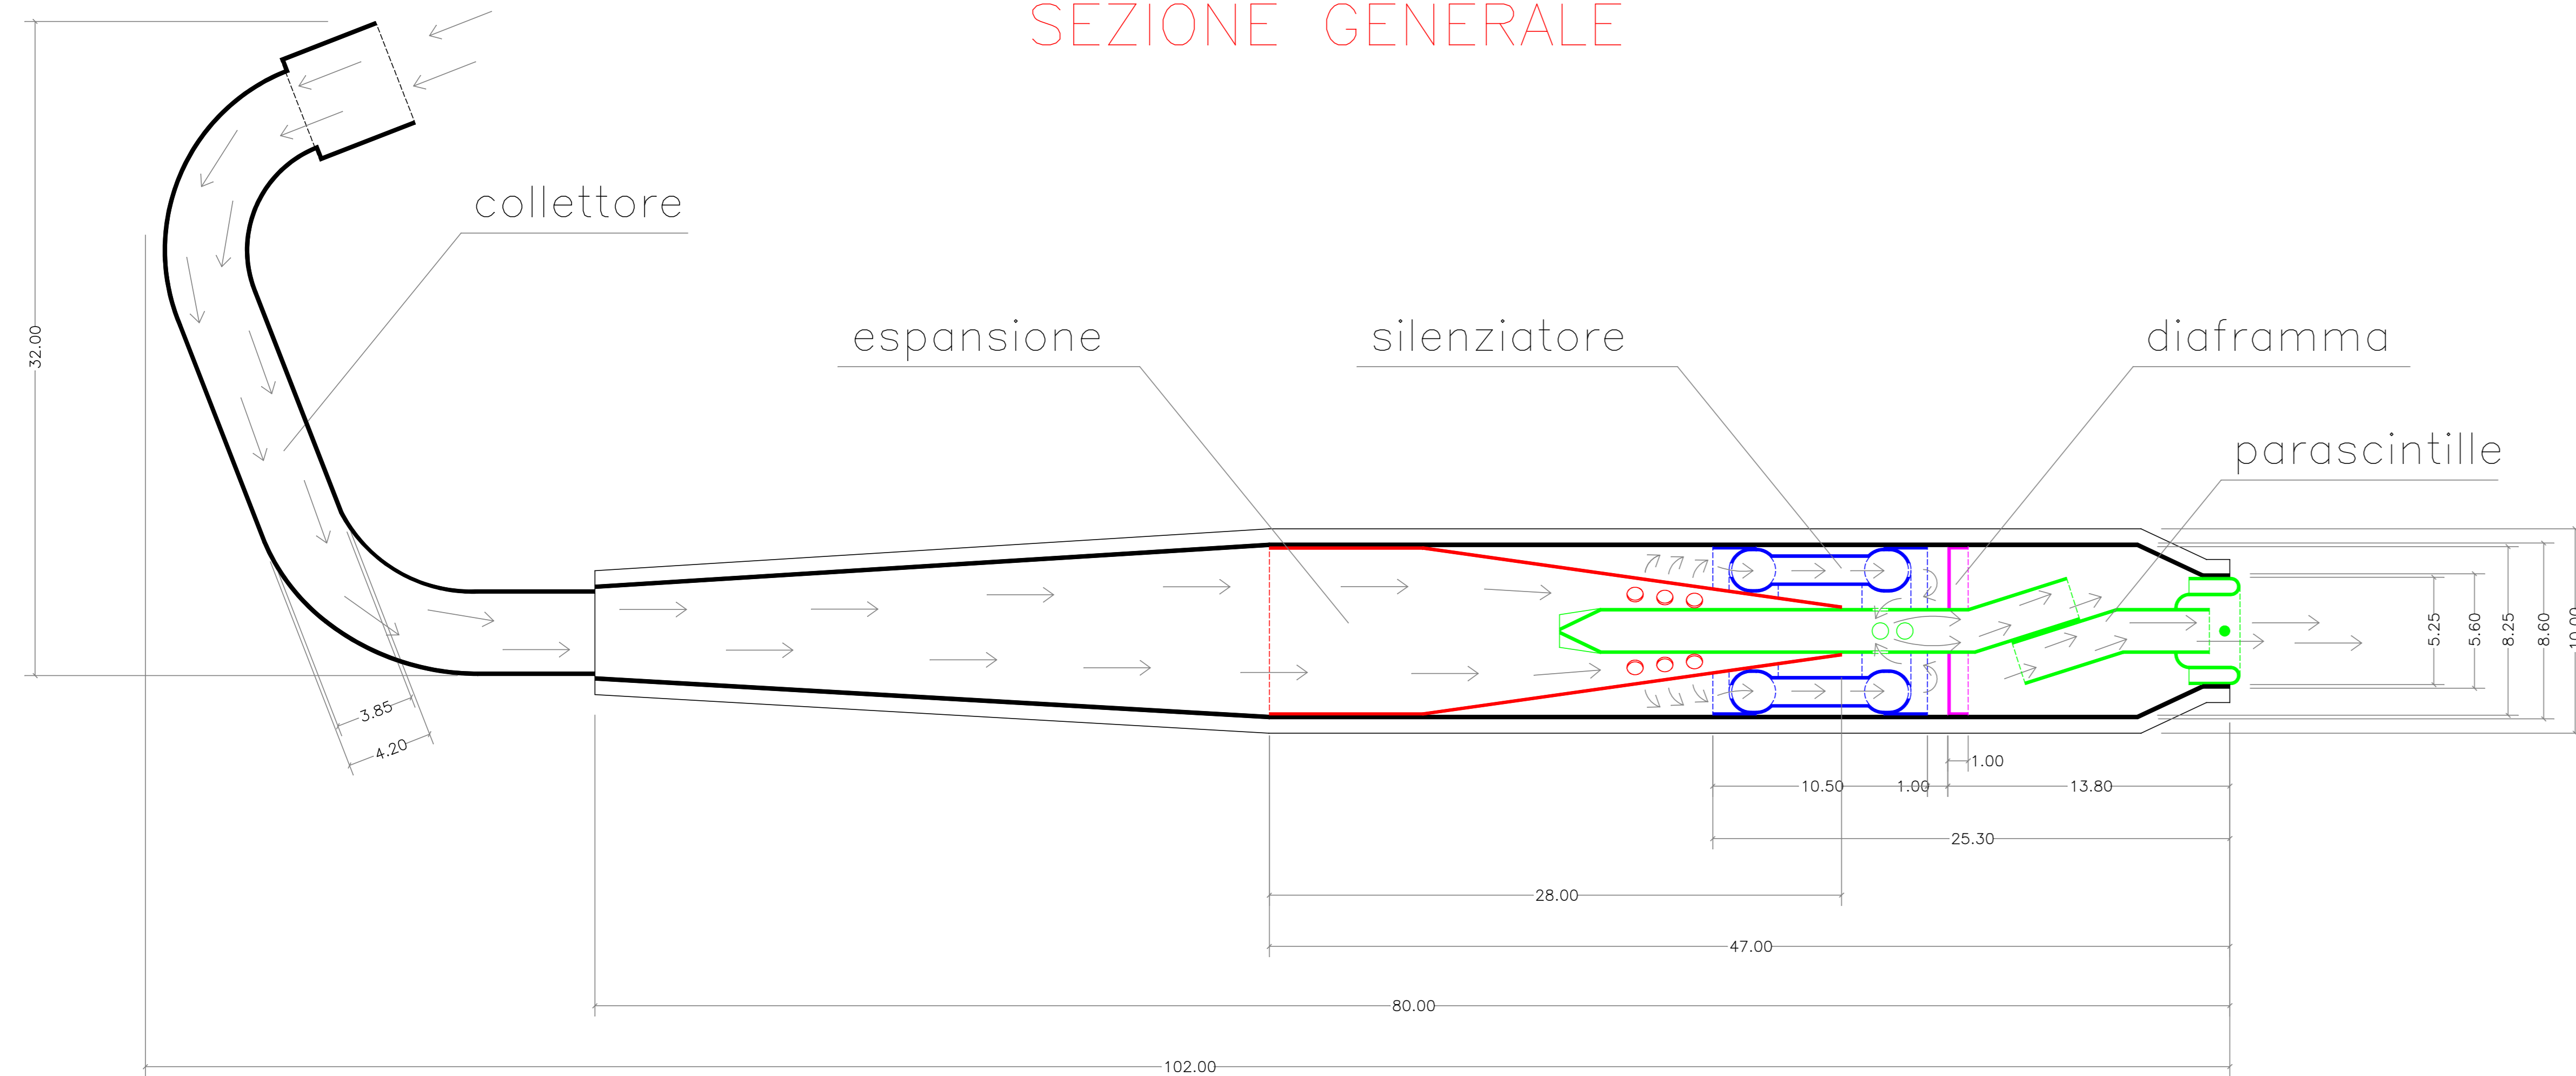 SEZIONE GENERALE
collettore
espansione
silenziatore
diaframma
parascintille
32.00
3.85
4.20
5.25
5.60
8.25
8.60
10.00
1.00
10.50
1.00
13.80
25.30
28.00
47.00
80.00
102.00